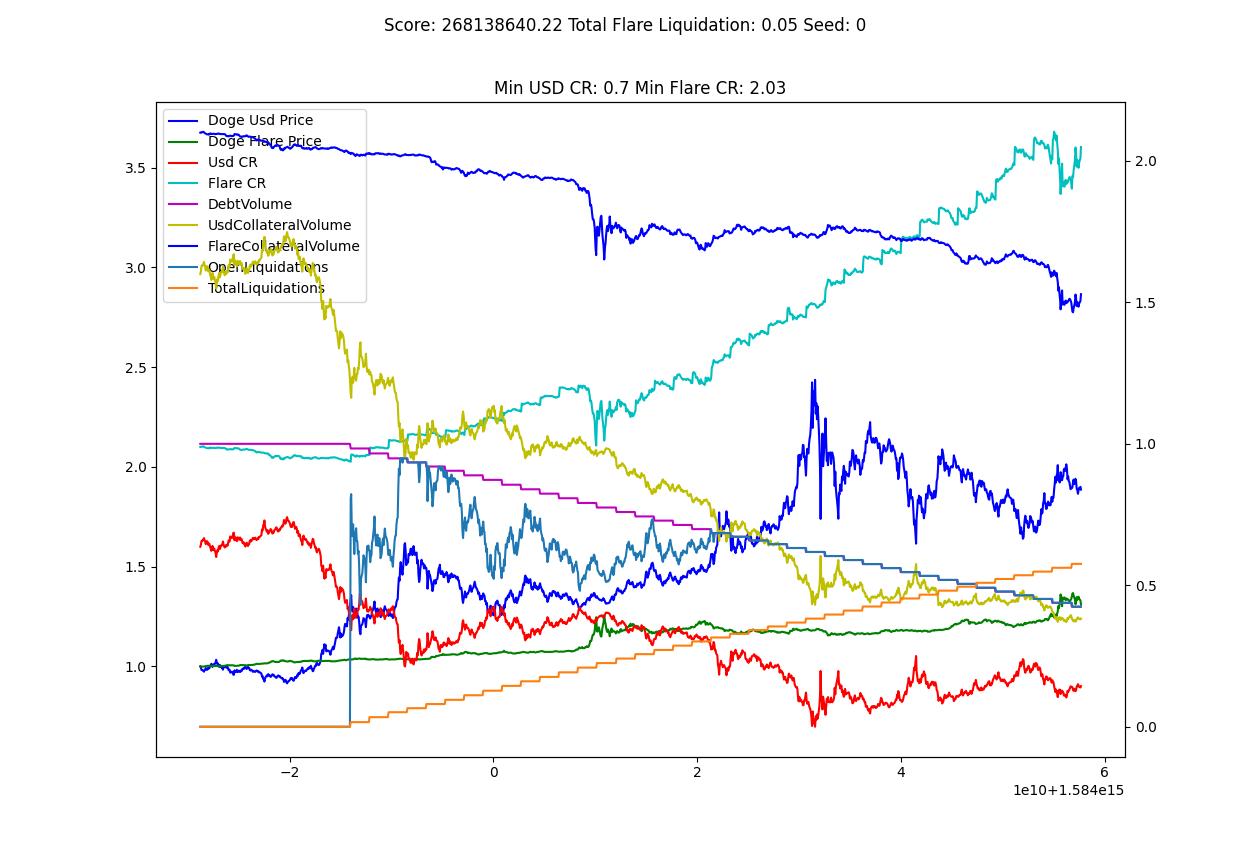 Score: 268138640.22 Total Flare Liquidation: 0.05 Seed: 0
Min USD CR: 0.7 Min Flare CR: 2.03
Doge Usd Price
Doge Flare Price
Usd CR
Flare CR
DebtVolume
UsdCollateralVolume
FlareCollateralVolume
OpenLiquidations
TotalLiquidations
3.5
3.0
2.5
2.0
1.5
1.0
2.0
1.5
1.0
0.5
0.0
−2
0
2
4
6
1e10+1.584e15